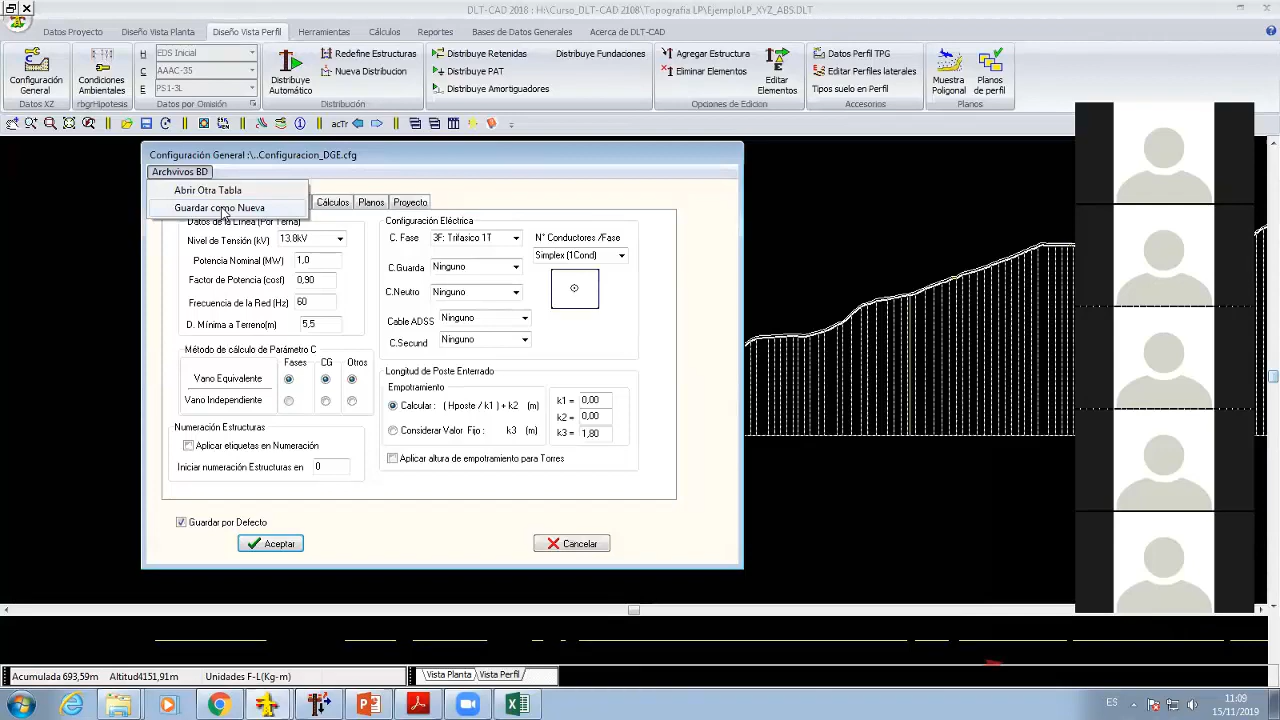 DLT-CAD 2018 : C:\Curso_DLT-CAD 2108\Topografia LP\EjemploLP_XYZ_ABS.DLT
Datos Proyecto Diseño Vista Planta Diseño Vista Perfil Herramientas Cálculos Reportes Bases de Datos Generales Acerca de DLT-CAD
Configuración General
Datos XZ
Condiciones Ambientales
rbgrHipotesis
H EDS Inicial
C AAAC-35
E PS1-3L
Datos por Omisión
Distribuye Automático
Redefine Estructuras
Nueva Distribucion
Distribución
Distribuye Retenidas
Distribuye PAT
Distribuye Amortiguadores
Distribuye Fundaciones
Agregar Estructura
Eliminar Elementos
Editar Elementos
Opciones de Edicion
Datos Perfil TPG
Editar Perfiles laterales
Tipos suelo en Perfil
Accesorios
Muestra Poligonal
Planos de perfil
Planos
acTr
Configuración General :\..Configuracion_DGE.cfg
Archvivos BD
Abrir Otra Tabla
Guardar como Nueva
Cálculos Planos Proyecto
Datos de la Línea (Por Terna)
Nivel de Tensión (kV) 13.8kV
Potencia Nominal (MW) 1,0
Factor de Potencia (cosf) 0,90
Frecuencia de la Red (Hz) 60
D. Mínima a Terreno(m) 5,5
Método de cálculo de Parámetro C
Fases CG Otros
Vano Equivalente
Vano Independiente
Numeración Estructuras
Aplicar etiquetas en Numeración
Iniciar numeración Estructuras en 0
Configuración Eléctrica
C. Fase 3F: Trifasico 1T
N° Conductores /Fase
Simplex (1Cond)
C.Guarda Ninguno
C.Neutro Ninguno
Cable ADSS Ninguno
C.Secund Ninguno
Longitud de Poste Enterrado
Empotramiento
Calcular : ( Hposte / k1 ) + k2 (m)
Considerar Valor Fijo : k3 (m)
k1 = 0,00
k2 = 0,00
k3 = 1,80
Aplicar altura de empotramiento para Torres
Guardar por Defecto
Aceptar
Cancelar
Acumulada 693,59m Altitud4151,91m Unidades F-L(Kg-m)
Vista Planta Vista Perfil
ES
11:09
15/11/2019